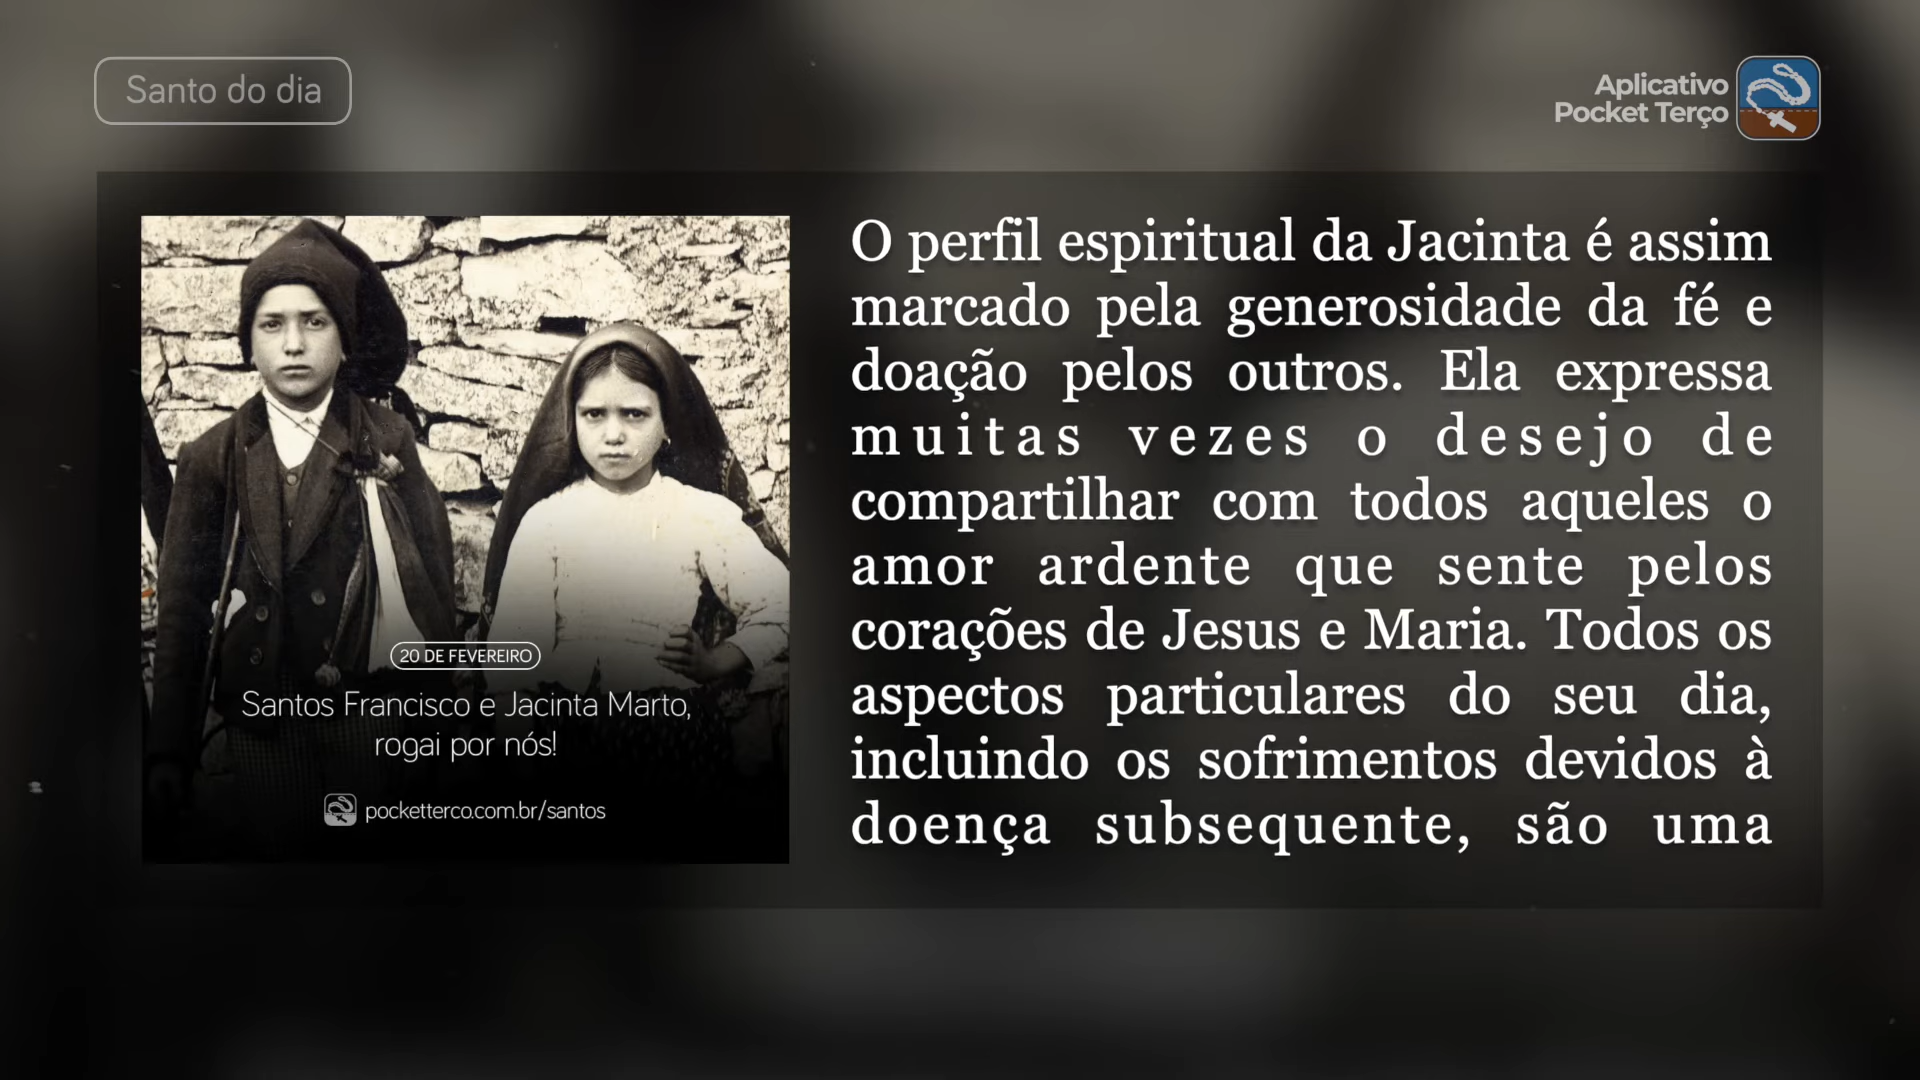 Santo do dia
Aplicativo
Pocket Terço
O perfil espiritual da Jacinta é assim
marcado pela generosidade da fé e
doação pelos outros. Ela expressa
muitas vezes o desejo de
compartilhar com todos aqueles o
amor ardente que sente pelos
corações de Jesus e Maria. Todos os
aspectos particulares do seu dia,
incluindo os sofrimentos devidos à
doença subsequente, são uma
20 DE FEVEREIRO
Santos Francisco e Jacinta Marto,
rogai por nós!
pocketterco.com.br/santos